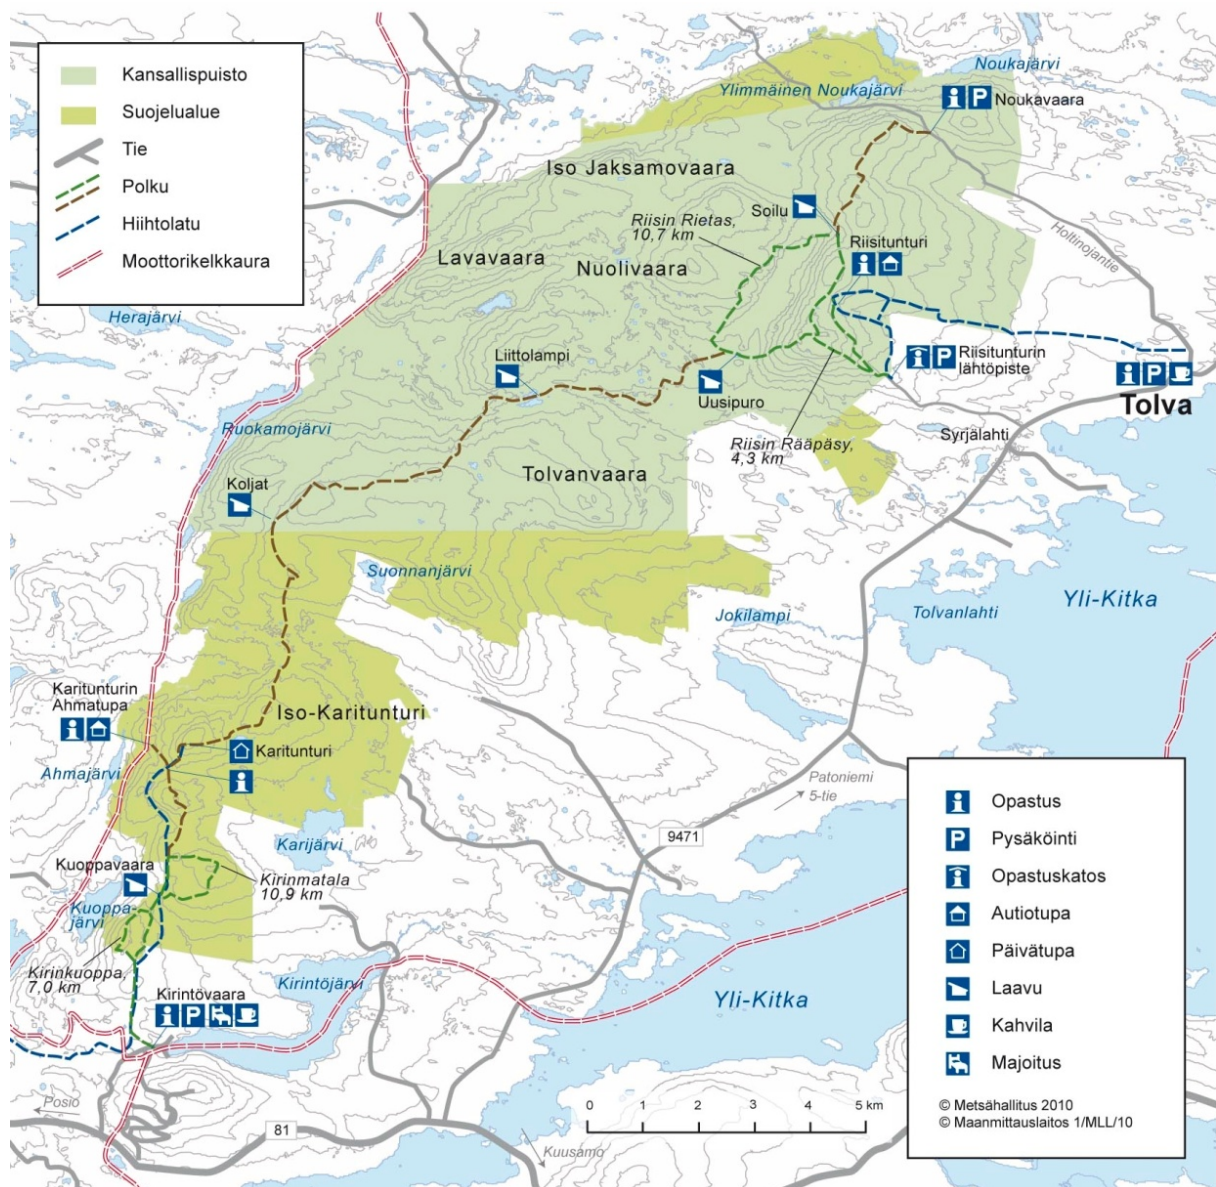 Kansallispuisto
Suojelualue
Tie
Polku
Hiihtolatu
Moottorikelkkaura
Noukajärvi
Ylimmäinen Noukajärvi
Noukavaara
Iso Jaksamovaara
Soilu
Riisin Rietas,
10,7 km
Riisitunturi
Holtinojantie
Lavavaara
Nuolivaara
Herajärvi
Liittolampi
Riisitunturin
lähtöpiste
Uusipuro
Tolva
Ruokamojärvi
Riisin Rääpäsy,
4,3 km
Syrjälahti
Koljat
Tolvanvaara
Suonnanjärvi
Jokilampi
Tolvanlahti
Yli-Kitka
Karitunturin
Ahmatupa
Iso-Karitunturi
Karitunturi
Ahmajärvi
Patoniemi
5-tie
9471
Karijärvi
Kuoppavaara
Kirinmatala
10,9 km
Kuoppa-
järvi
Kirinkuoppa,
7,0 km
Kirintövaara
Kirintöjärvi
Yli-Kitka
Posio
81
Kuusamo
0 1 2 3 4 5 km
Opastus
Pysäköinti
Opastuskatos
Autiotupa
Päivätupa
Laavu
Kahvila
Majoitus
© Metsähallitus 2010
© Maanmittauslaitos 1/MLL/10